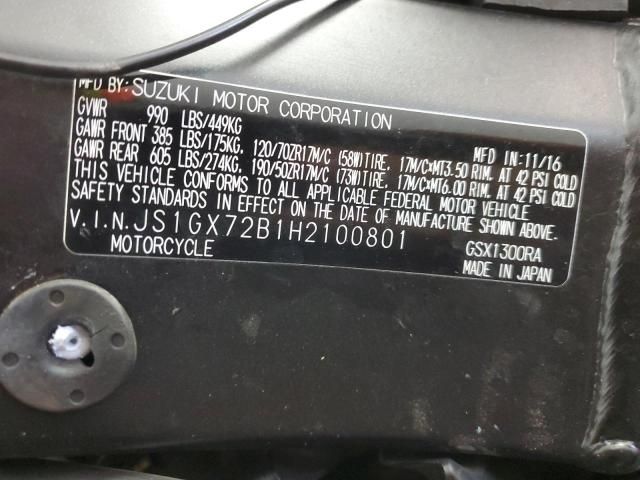 MFD BY: SUZUKI MOTOR CORPORATION
GVWR 990 LBS/449KG MFD IN: 11/16
GAWR FRONT 385 LBS/175KG, 120/70ZR17M/C (58W)TIRE, 17M/C×MT3.50 RIM. AT 42 PSI COLD
GAWR REAR 605 LBS/274KG, 190/50ZR17M/C (73W)TIRE, 17M/C×MT6.00 RIM. AT 42 PSI COLD
THIS VEHICLE CONFORMS TO ALL APPLICABLE FEDERAL MOTOR VEHICLE
SAFETY STANDARDS IN EFFECT ON THE DATE OF MANUFACTURE SHOWN ABOVE.
V.I.N. JS1GX72B1H2100801 GSX1300RA
MOTORCYCLE MADE IN JAPAN